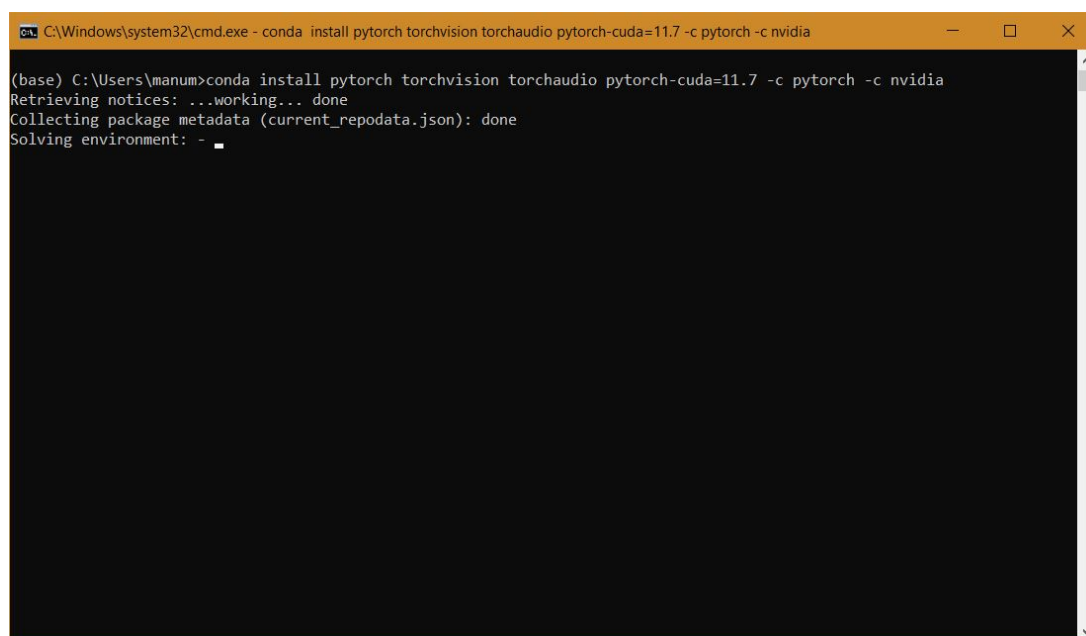 C:\Windows\system32\cmd.exe - conda  install pytorch torchvision torchaudio pytorch-cuda=11.7 -c pytorch -c nvidia
(base) C:\Users\manum>conda install pytorch torchvision torchaudio pytorch-cuda=11.7 -c pytorch -c nvidia
Retrieving notices: ...working... done
Collecting package metadata (current_repodata.json): done
Solving environment: -